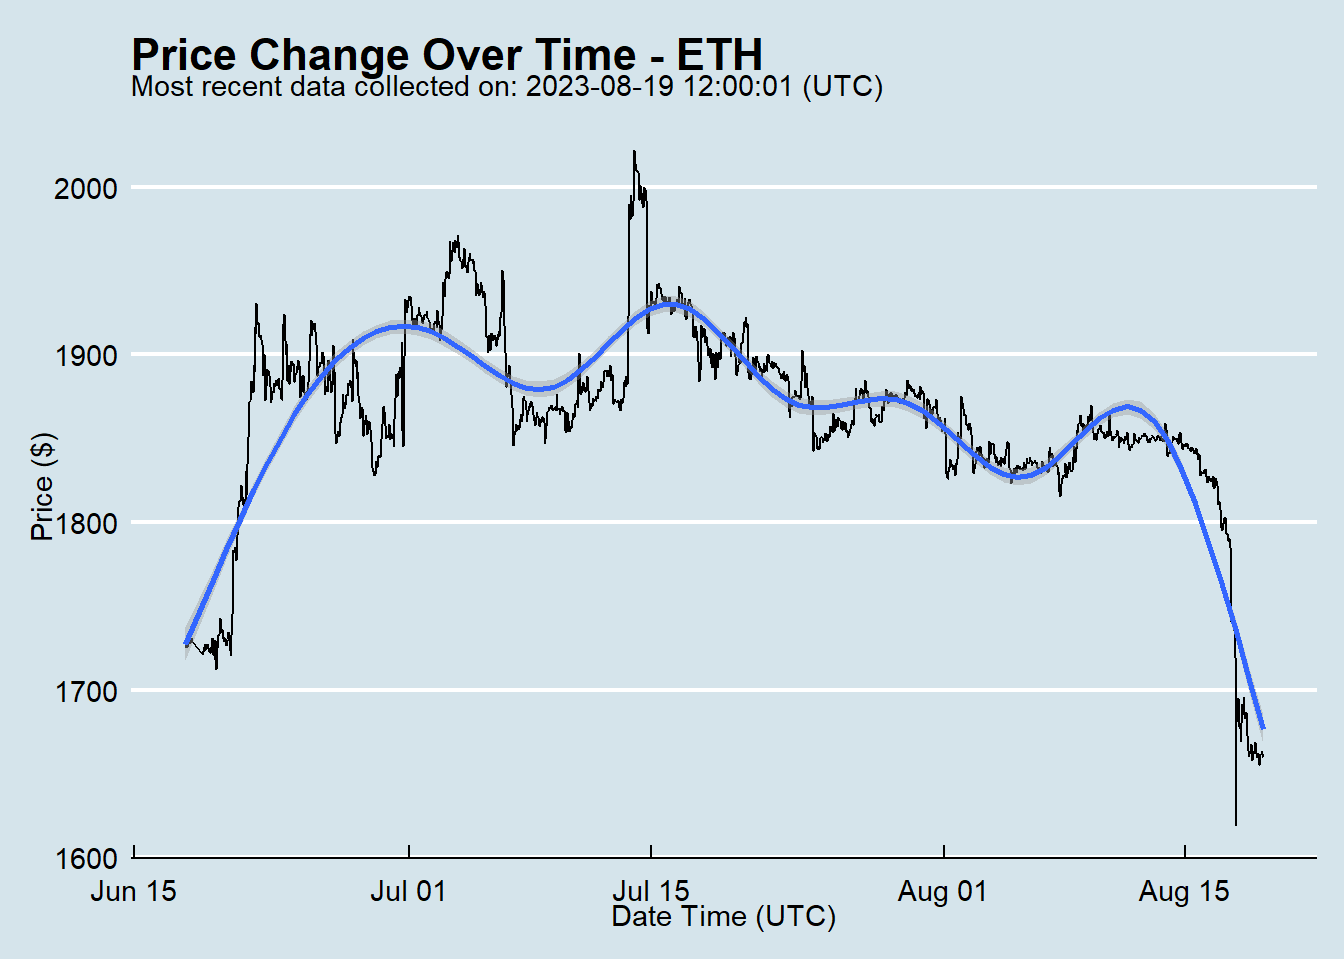 Price Change Over Time - ETH
Most recent data collected on: 2023-08-19 12:00:01 (UTC)
Price ($)
2000
1900
1800
1700
1600
Jun 15
Jul 01
Jul 15
Aug 01
Aug 15
Date Time (UTC)